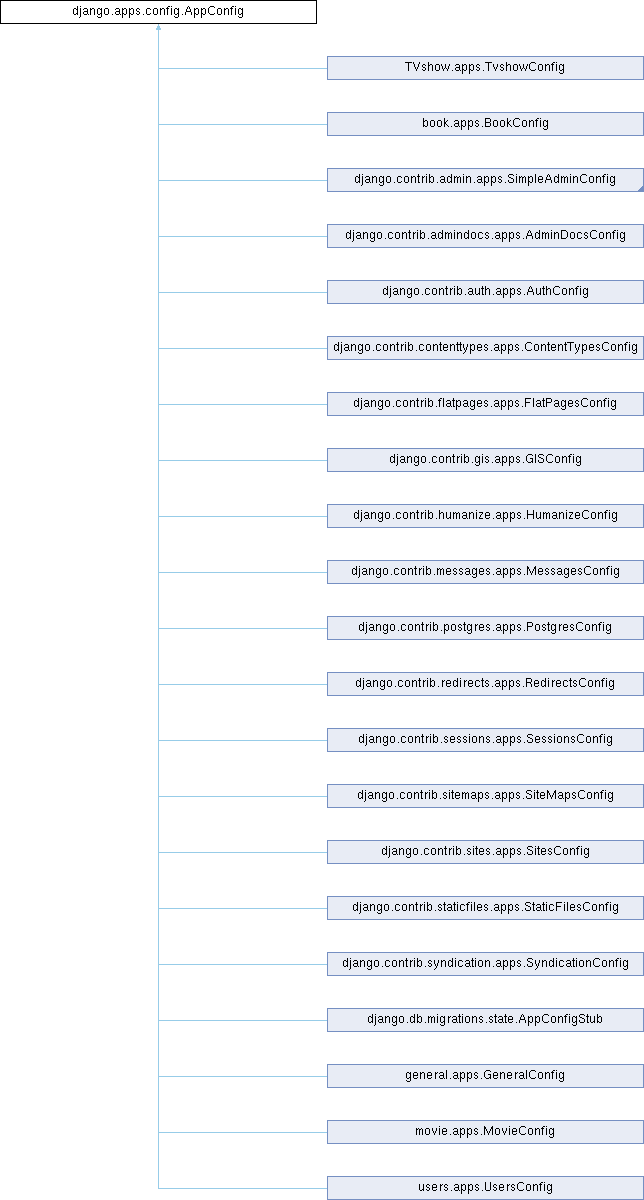 django.apps.config.AppConfig
TVshow.apps.TvshowConfig
book.apps.BookConfig
django.contrib.admin.apps.SimpleAdminConfig
django.contrib.admindocs.apps.AdminDocsConfig
django.contrib.auth.apps.AuthConfig
django.contrib.contenttypes.apps.ContentTypesConfig
django.contrib.flatpages.apps.FlatPagesConfig
django.contrib.gis.apps.GISConfig
django.contrib.humanize.apps.HumanizeConfig
django.contrib.messages.apps.MessagesConfig
django.contrib.postgres.apps.PostgresConfig
django.contrib.redirects.apps.RedirectsConfig
django.contrib.sessions.apps.SessionsConfig
django.contrib.sitemaps.apps.SiteMapsConfig
django.contrib.sites.apps.SitesConfig
django.contrib.staticfiles.apps.StaticFilesConfig
django.contrib.syndication.apps.SyndicationConfig
django.db.migrations.state.AppConfigStub
general.apps.GeneralConfig
movie.apps.MovieConfig
users.apps.UsersConfig